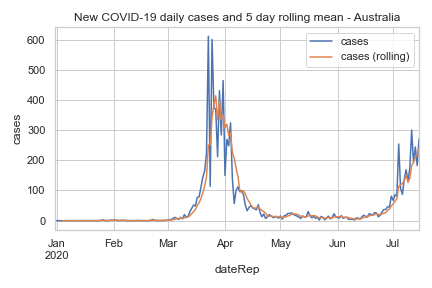 New COVID-19 daily cases and 5 day rolling mean - Australia
cases
cases (rolling)
600
500
400
300
200
100
0
cases
Jan
2020
Feb
Mar
Apr
May
Jun
Jul
dateRep